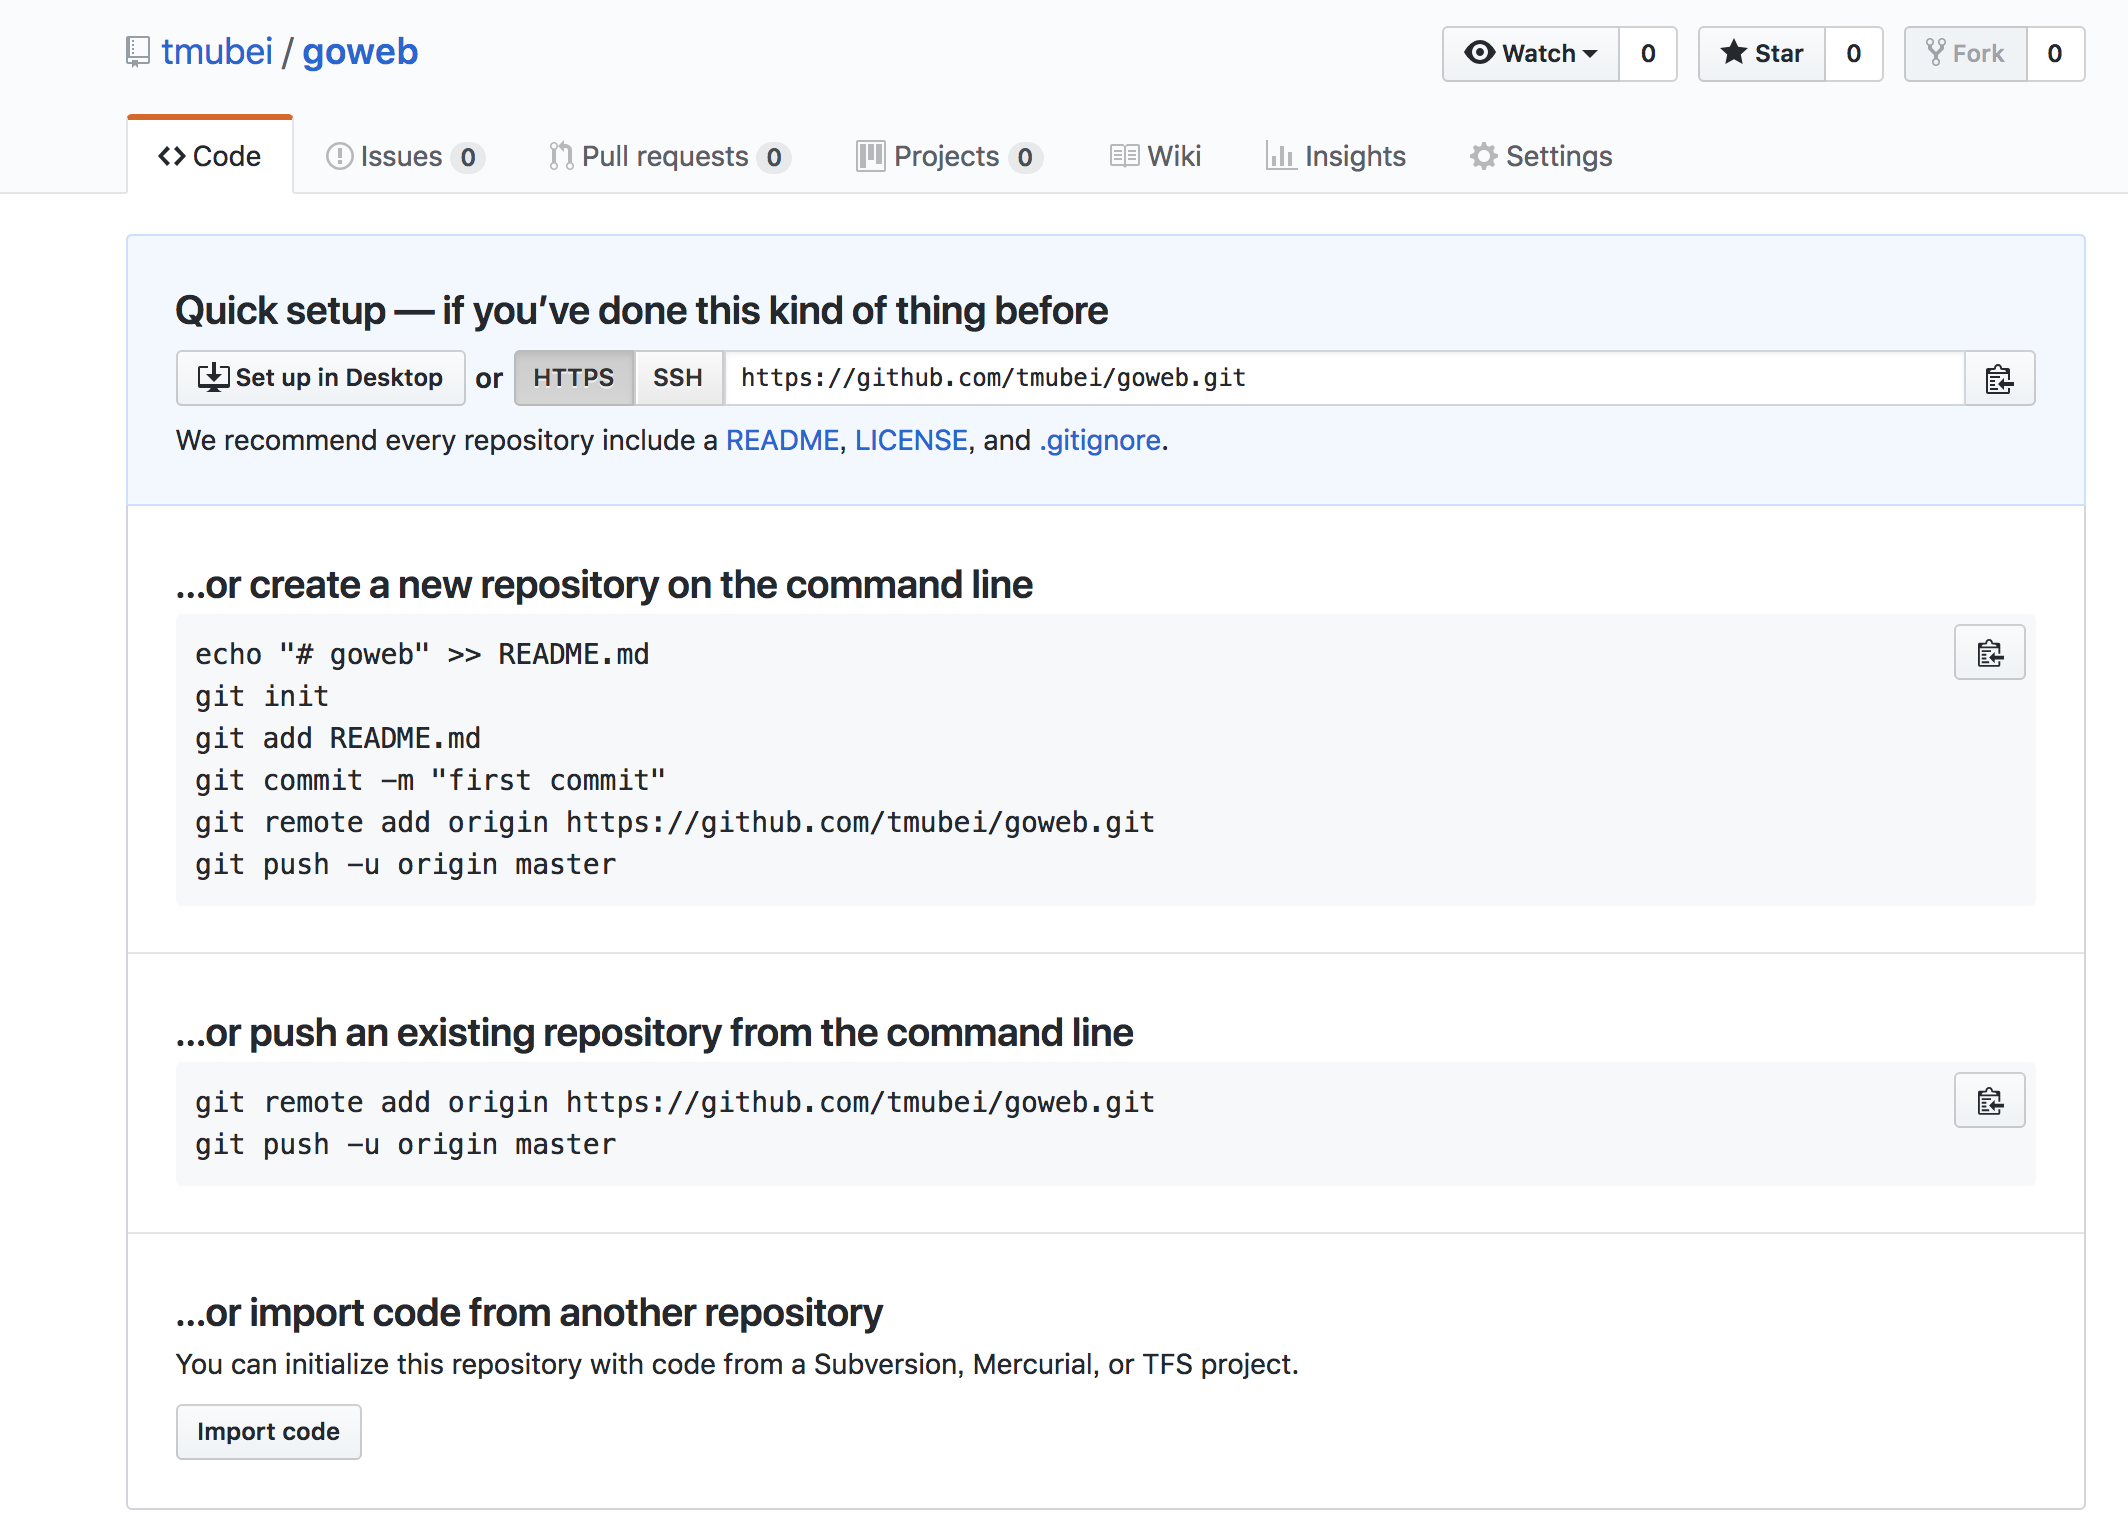 tmubei / goweb
Watch 0 Star 0 Fork 0
Code Issues 0 Pull requests 0 Projects 0 Wiki Insights Settings
Quick setup — if you’ve done this kind of thing before
Set up in Desktop or HTTPS SSH https://github.com/tmubei/goweb.git
We recommend every repository include a README, LICENSE, and .gitignore.
…or create a new repository on the command line
echo "# goweb" >> README.md
git init
git add README.md
git commit -m "first commit"
git remote add origin https://github.com/tmubei/goweb.git
git push -u origin master
…or push an existing repository from the command line
git remote add origin https://github.com/tmubei/goweb.git
git push -u origin master
…or import code from another repository
You can initialize this repository with code from a Subversion, Mercurial, or TFS project.
Import code